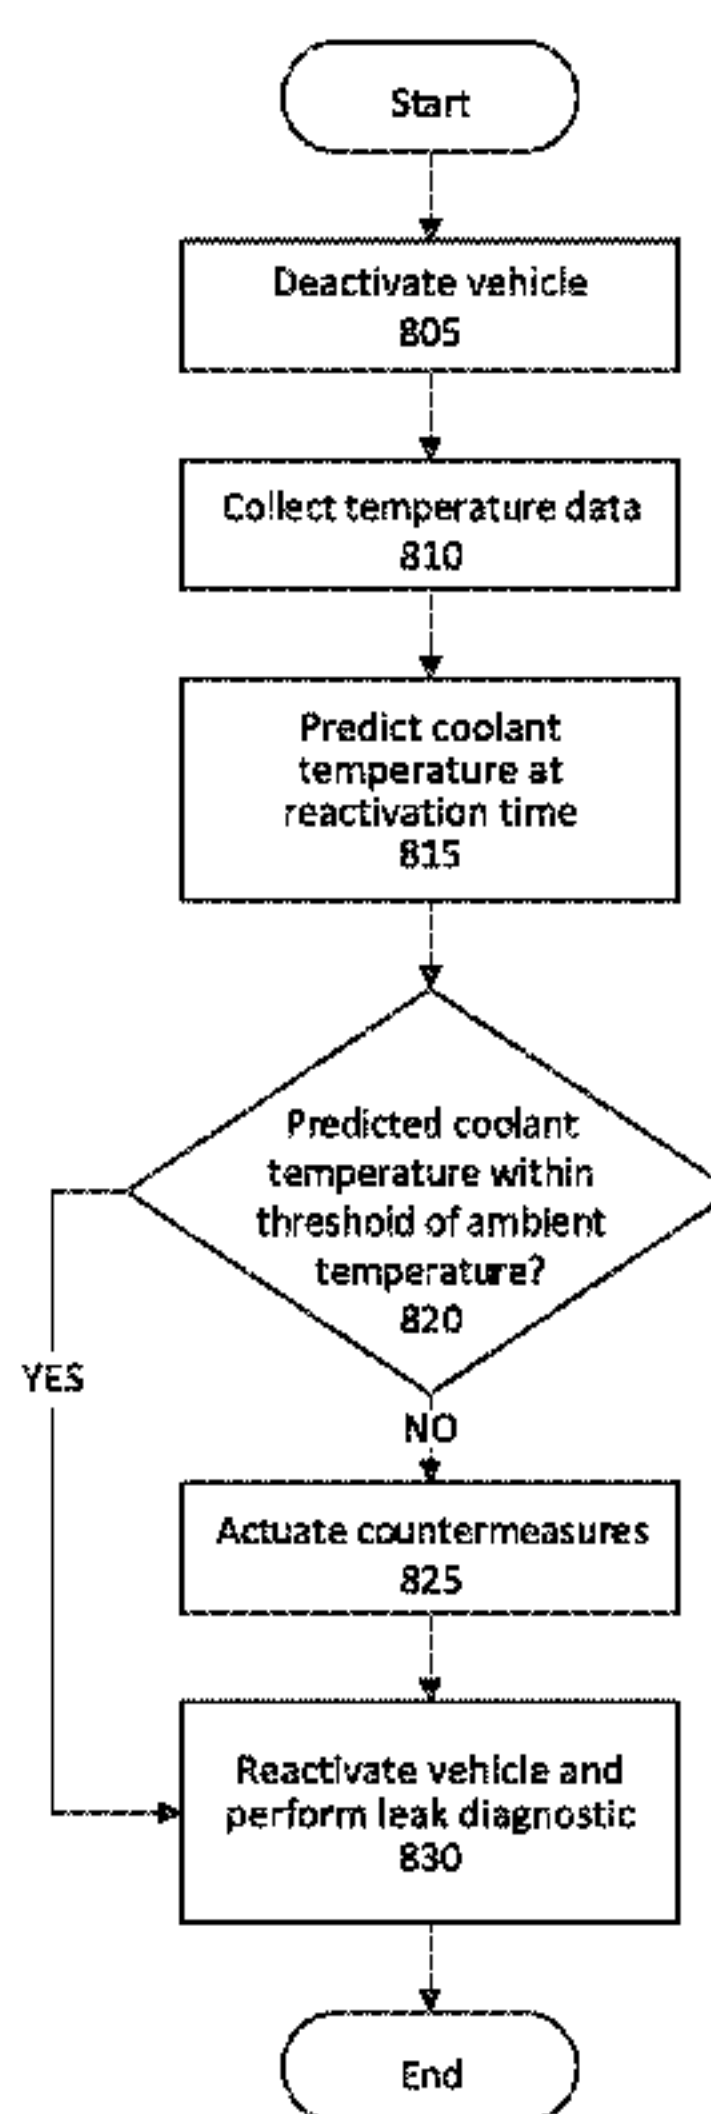 Start
Deactivate vehicle
805
Collect temperature data
810
Predict coolant
temperature at
reactivation time
815
Predicted coolant
temperature within
threshold of ambient
temperature?
820
YES
NO
Actuate countermeasures
825
Reactivate vehicle and
perform leak diagnostic
830
End